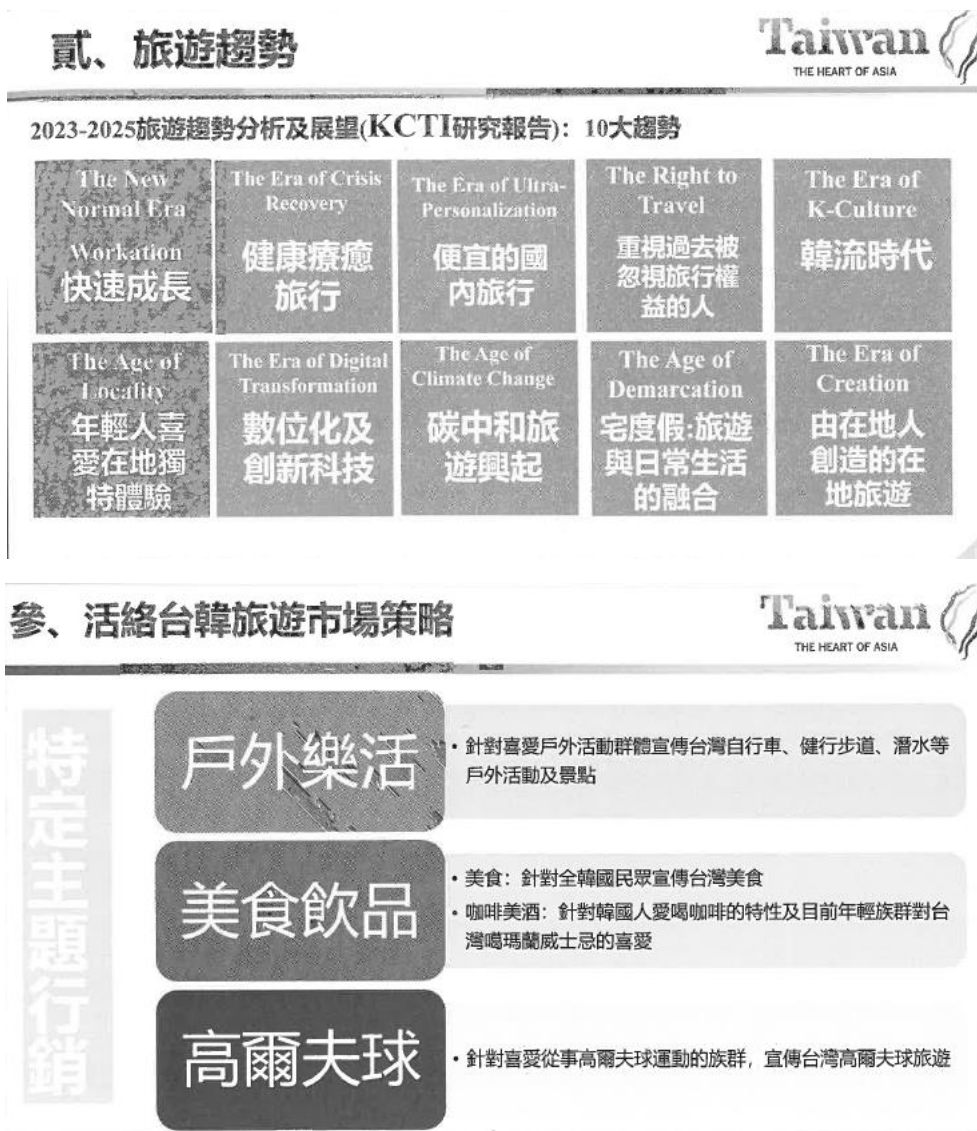 貳、旅遊趨勢
Taiwan
THE HEART OF ASIA
2023-2025旅遊趨勢分析及展望(KCTI研究報告)：10大趨勢
The New
Normal Era
Workation
快速成長
The Era of Crisis
Recovery
健康療癒
旅行
The Era of Ultra-
Personalization
便宜的國
內旅行
The Right to
Travel
重視過去被
忽視旅行權
益的人
The Era of
K-Culture
韓流時代
The Age of
Locality
年輕人喜
愛在地獨
特體驗
The Era of Digital
Transformation
數位化及
創新科技
The Age of
Climate Change
碳中和旅
遊興起
The Age of
Demarcation
宅度假:旅遊
與日常生活
的融合
The Era of
Creation
由在地人
創造的在
地旅遊
參、活絡台韓旅遊市場策略
Taiwan
THE HEART OF ASIA
特定主題行銷
戶外樂活
• 針對喜愛戶外活動群體宣傳台灣自行車、健行步道、潛水等
戶外活動及景點
美食飲品
• 美食：針對全韓國民眾宣傳台灣美食
• 咖啡美酒：針對韓國人愛喝咖啡的特性及目前年輕族群對台
灣噶瑪蘭威士忌的喜愛
高爾夫球
• 針對喜愛從事高爾夫球運動的族群，宣傳台灣高爾夫球旅遊